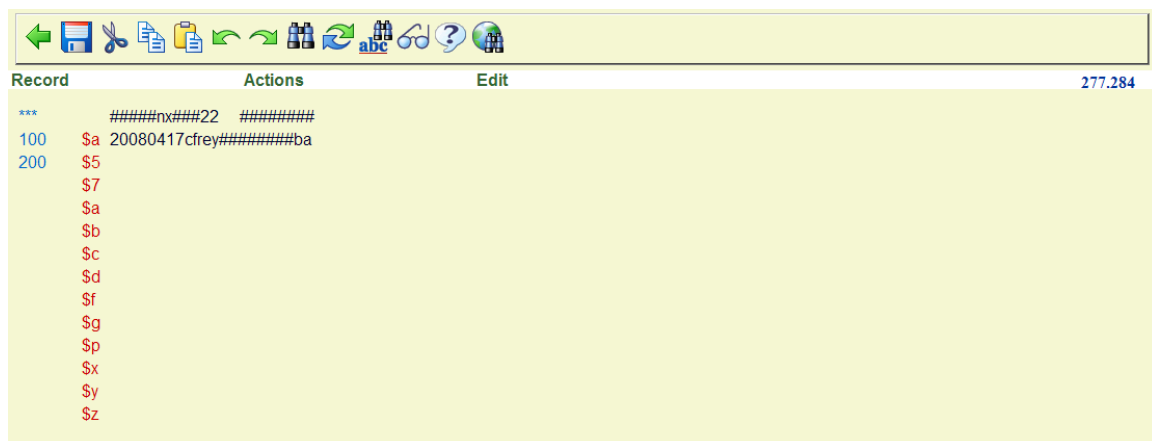 abc
Record Actions Edit 277.284
*** #####nx###22 ########
100 $a 20080417cfrey########ba
200 $5
$7
$a
$b
$c
$d
$f
$g
$p
$x
$y
$z